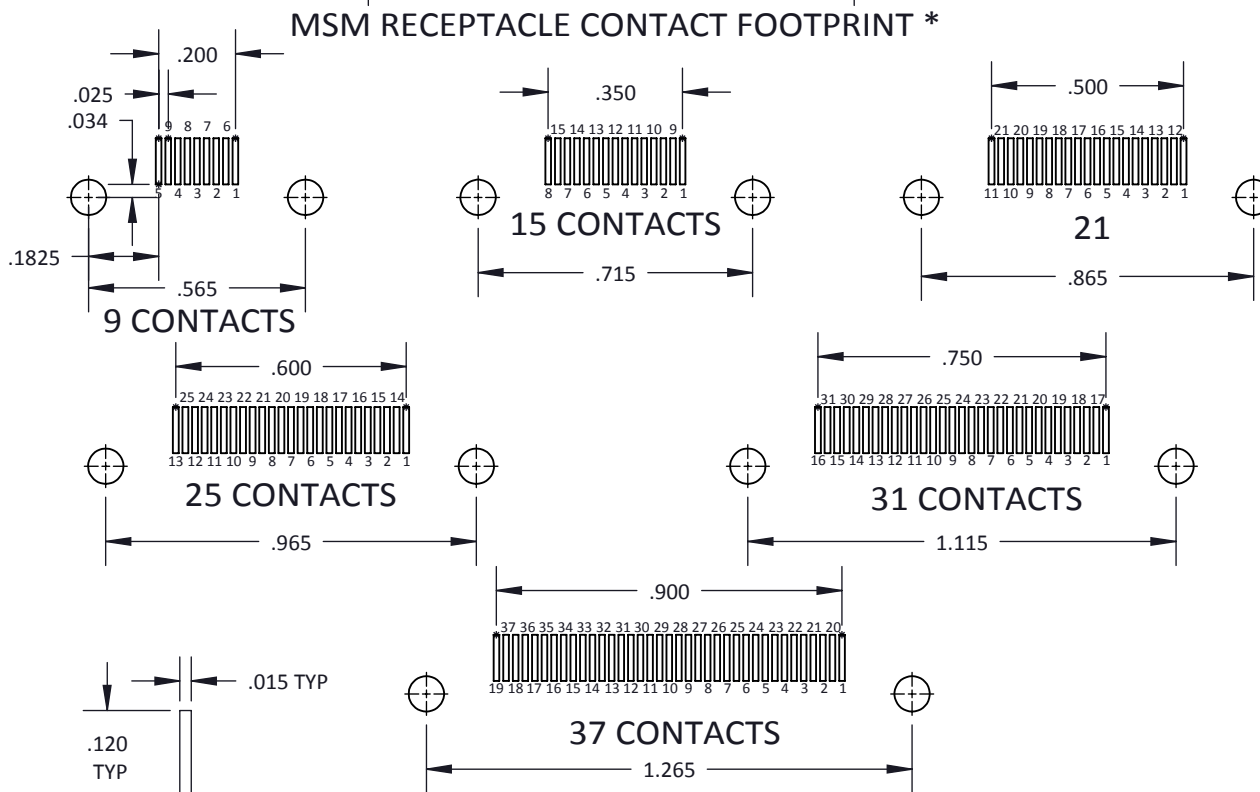 MSM RECEPTACLE CONTACT FOOTPRINT *
.200
.025
.034
9 8 7 6
5 4 3 2 1
.1825
.565
9 CONTACTS
.350
15 14 13 12 11 10 9
8 7 6 5 4 3 2 1
15 CONTACTS
.715
.500
21 20 19 18 17 16 15 14 13 12
11 10 9 8 7 6 5 4 3 2 1
21
.865
.600
25 24 23 22 21 20 19 18 17 16 15 14
13 12 11 10 9 8 7 6 5 4 3 2 1
25 CONTACTS
.965
.750
31 30 29 28 27 26 25 24 23 22 21 20 19 18 17
16 15 14 13 12 11 10 9 8 7 6 5 4 3 2 1
31 CONTACTS
1.115
.900
37 36 35 34 33 32 31 30 29 28 27 26 25 24 23 22 21 20
19 18 17 16 15 14 13 12 11 10 9 8 7 6 5 4 3 2 1
37 CONTACTS
1.265
.015 TYP
.120
TYP